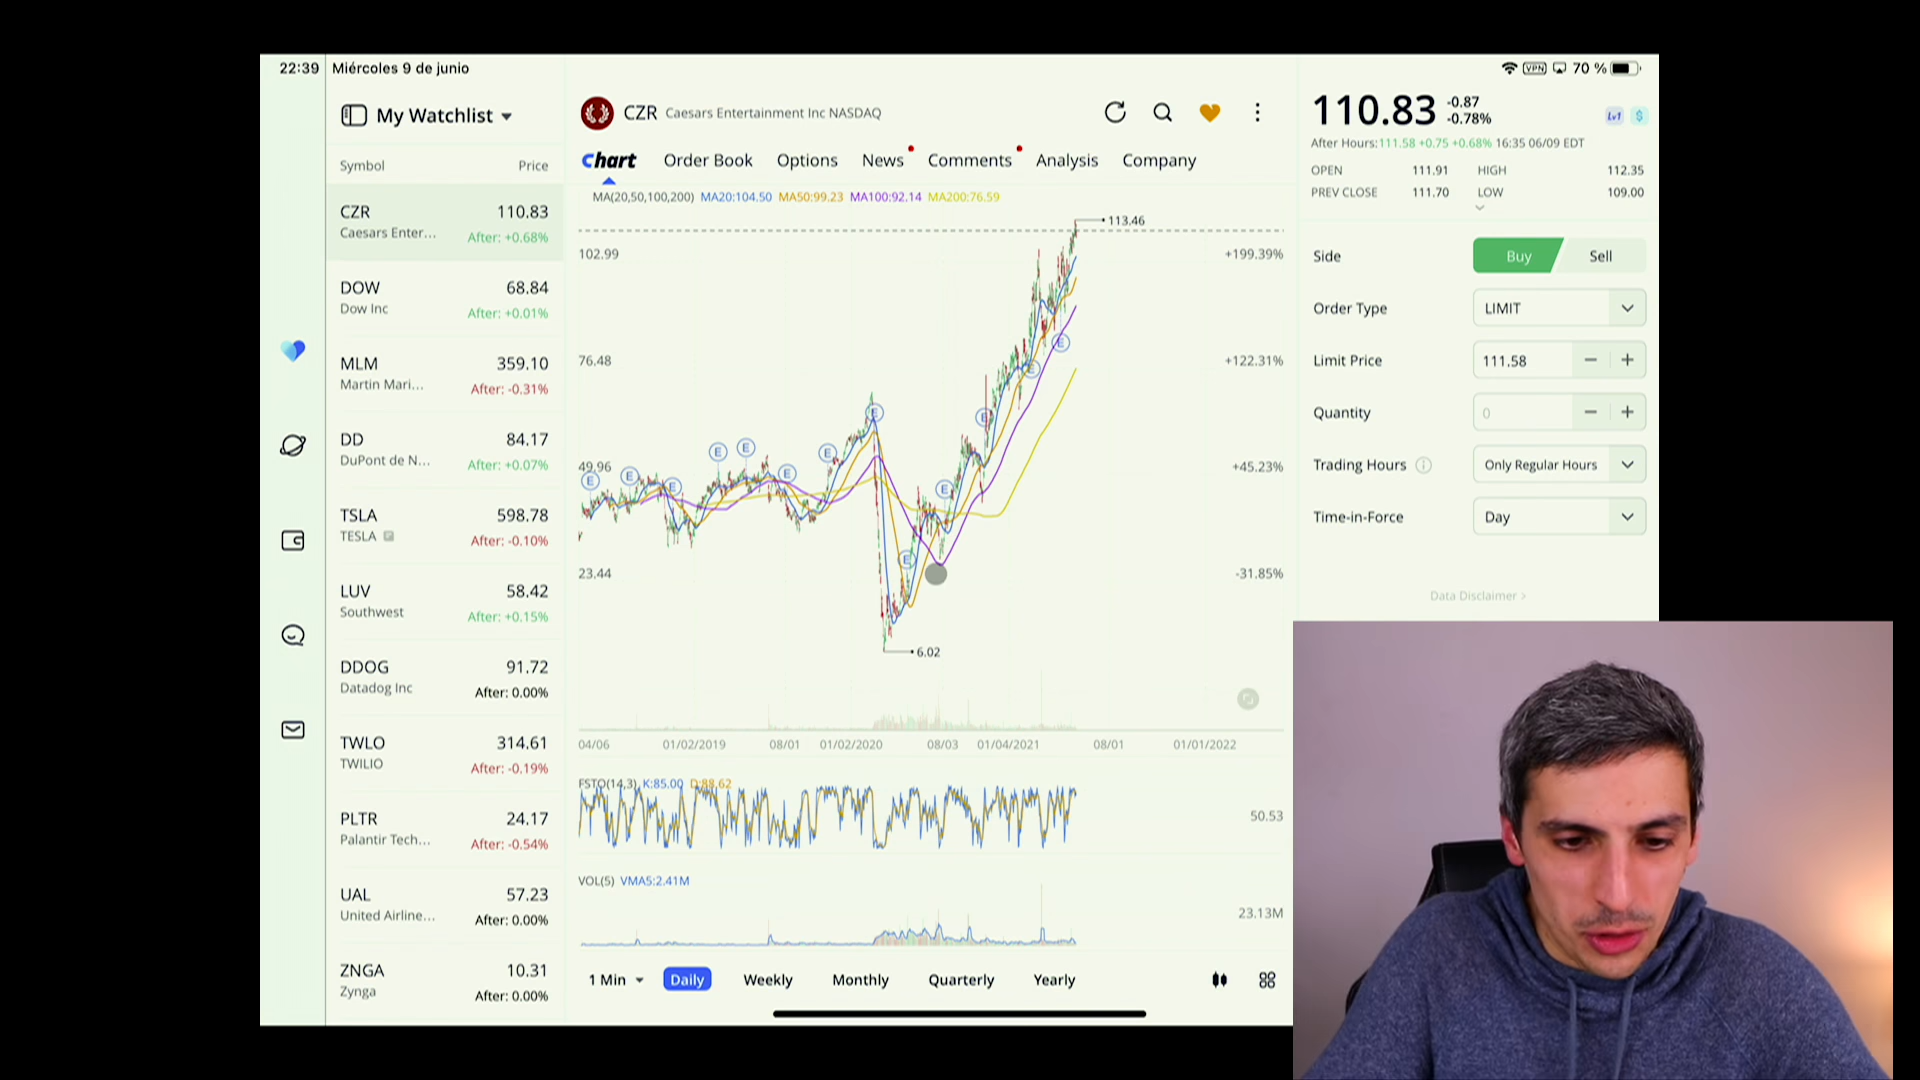 22:39 Miércoles 9 de junio
VPN 70 %
My Watchlist
Symbol Price
CZR 110.83
Caesars Enter... After: +0.68%
DOW 68.84
Dow Inc After: +0.01%
MLM 359.10
Martin Mari... After: -0.31%
DD 84.17
DuPont de N... After: +0.07%
TSLA 598.78
TESLA After: -0.10%
LUV 58.42
Southwest After: +0.15%
DDOG 91.72
Datadog Inc After: 0.00%
TWLO 314.61
TWILIO After: -0.19%
PLTR 24.17
Palantir Tech... After: -0.54%
UAL 57.23
United Airline... After: 0.00%
ZNGA 10.31
Zynga After: 0.00%
CZR Caesars Entertainment Inc NASDAQ
Chart Order Book Options News Comments Analysis Company
MA(20,50,100,200) MA20:104.50 MA50:99.23 MA100:92.14 MA200:76.59
113.46
102.99 +199.39%
76.48 +122.31%
E E E E E E E E E E E E E E
49.96 +45.23%
23.44 -31.85%
6.02
04/06 01/02/2019 08/01 01/02/2020 08/03 01/04/2021 08/01 01/01/2022
FSTO(14,3) K:85.00 D:88.62
50.53
VOL(5) VMA5:2.41M
23.13M
1 Min Daily Weekly Monthly Quarterly Yearly
110.83 -0.87
-0.78%
Lv1 $
After Hours:111.58 +0.75 +0.68% 16:35 06/09 EDT
OPEN 111.91 HIGH 112.35
PREV CLOSE 111.70 LOW 109.00
Side Buy Sell
Order Type LIMIT
Limit Price 111.58 − +
Quantity 0 − +
Trading Hours Only Regular Hours
Time-in-Force Day
Data Disclaimer >